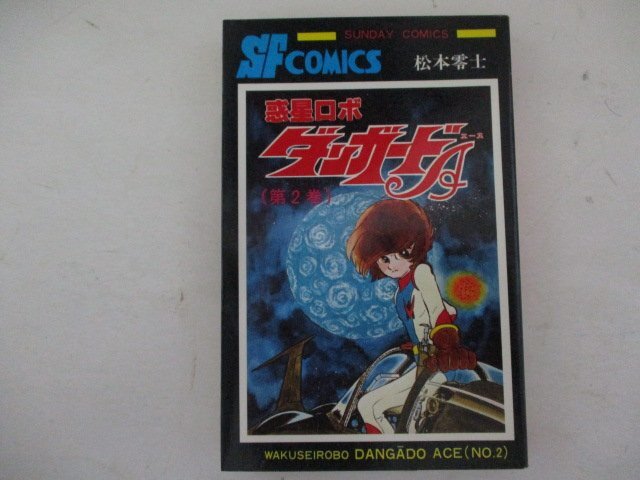 SUNDAY COMICS
SF COMICS
松本零士
惑星ロボ
ダンガードA
エース
(第2巻)
WAKUSEIROBO DANGĀDO ACE(NO.2)